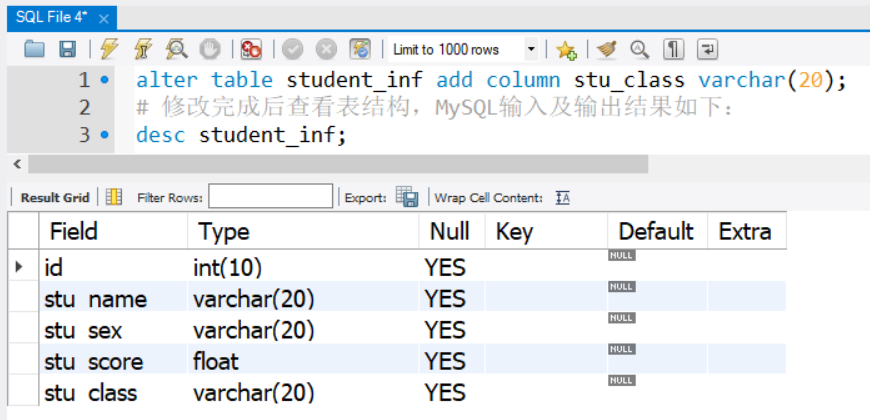 SQL File 4*
Limit to 1000 rows
1 alter table student_inf add column stu_class varchar(20);
2 # 修改完成后查看表结构，MySQL输入及输出结果如下：
3 desc student_inf;
Result Grid Filter Rows: Export: Wrap Cell Content: IA
Field Type Null Key Default Extra
id int(10) YES NULL
stu_name varchar(20) YES NULL
stu_sex varchar(20) YES NULL
stu_score float YES NULL
stu_class varchar(20) YES NULL